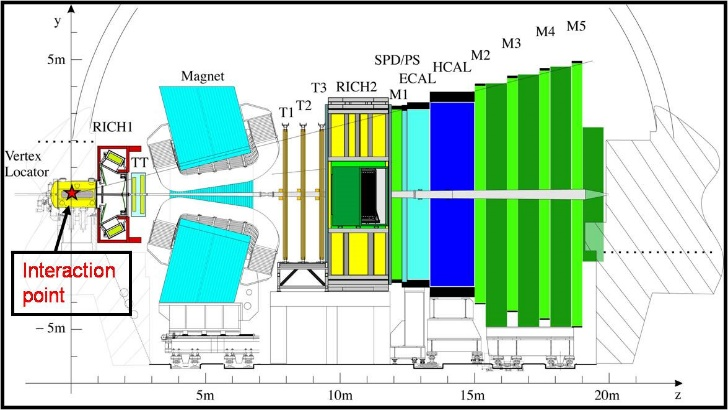 y
5m
Magnet
SPD/PS
ECAL
HCAL
M1
M2
M3
M4
M5
T1
T2
T3
RICH2
RICH1
TT
Vertex
Locator
Interaction
point
− 5m
5m
10m
15m
20m
z